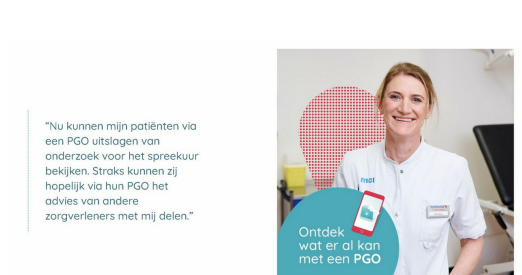 “Nu kunnen mijn patiënten via
een PGO uitslagen van
onderzoek voor het spreekuur
bekijken. Straks kunnen zij
hopelijk via hun PGO het
advies van andere
zorgverleners met mij delen.”
Ontdek
wat er al kan
met een PGO